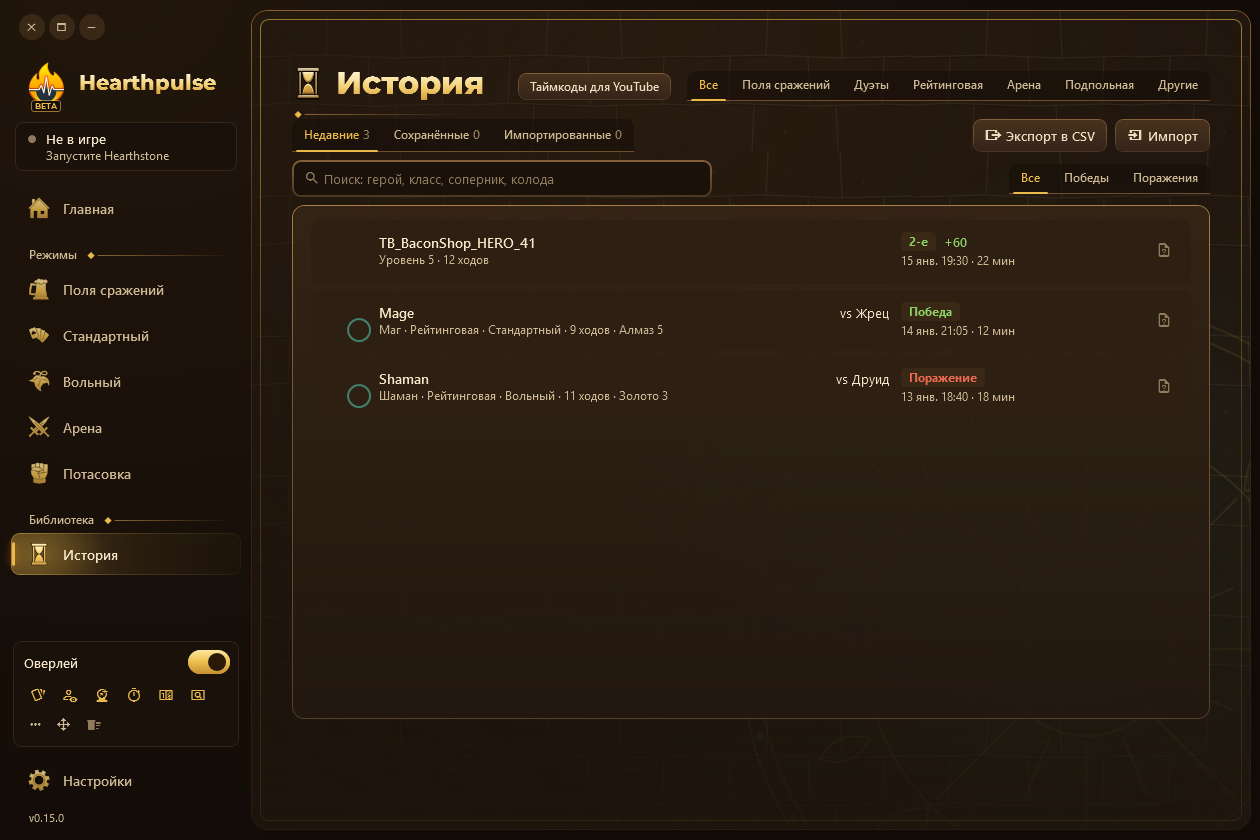 Hearthpulse
BETA
Не в игре
Запустите Hearthstone
Главная
Режимы
Поля сражений
Стандартный
Вольный
Арена
Потасовка
Библиотека
История
Оверлей
Настройки
v0.15.0
История
Таймкоды для YouTube
Все Поля сражений Дуэты Рейтинговая Арена Подпольная Другие
Недавние 3 Сохранённые 0 Импортированные 0
Экспорт в CSV Импорт
Поиск: герой, класс, соперник, колода
Все Победы Поражения
TB_BaconShop_HERO_41 2-е +60
Уровень 5 · 12 ходов 15 янв. 19:30 · 22 мин
Mage vs Жрец Победа
Маг · Рейтинговая · Стандартный · 9 ходов · Алмаз 5 14 янв. 21:05 · 12 мин
Shaman vs Друид Поражение
Шаман · Рейтинговая · Вольный · 11 ходов · Золото 3 13 янв. 18:40 · 18 мин